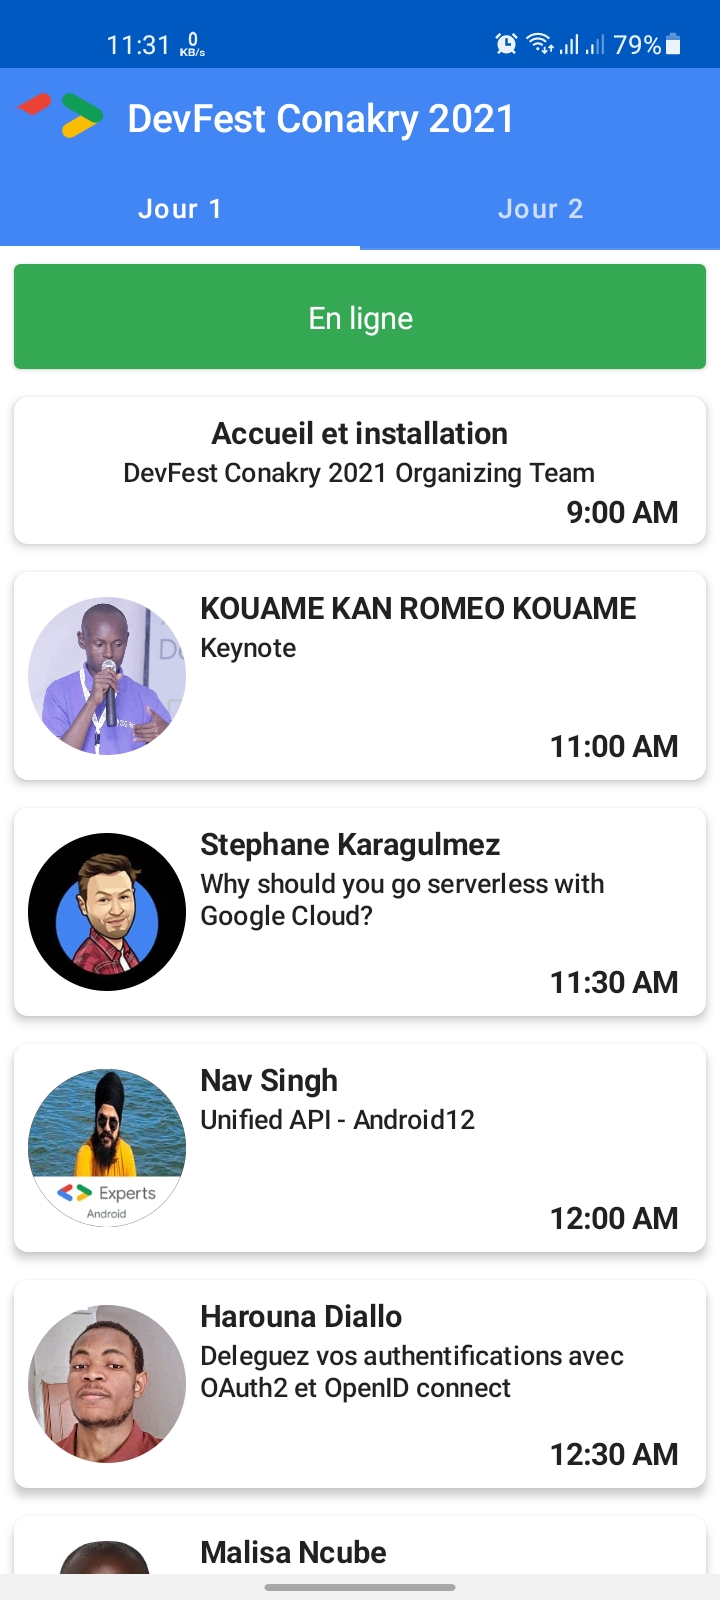 11:31 0 KB/s 79%
DevFest Conakry 2021
Jour 1 Jour 2
En ligne
Accueil et installation
DevFest Conakry 2021 Organizing Team
9:00 AM
KOUAME KAN ROMEO KOUAME
Keynote
11:00 AM
Stephane Karagulmez
Why should you go serverless with
Google Cloud?
11:30 AM
Nav Singh
Unified API - Android12
Experts
Android
12:00 AM
Harouna Diallo
Deleguez vos authentifications avec
OAuth2 et OpenID connect
12:30 AM
Malisa Ncube